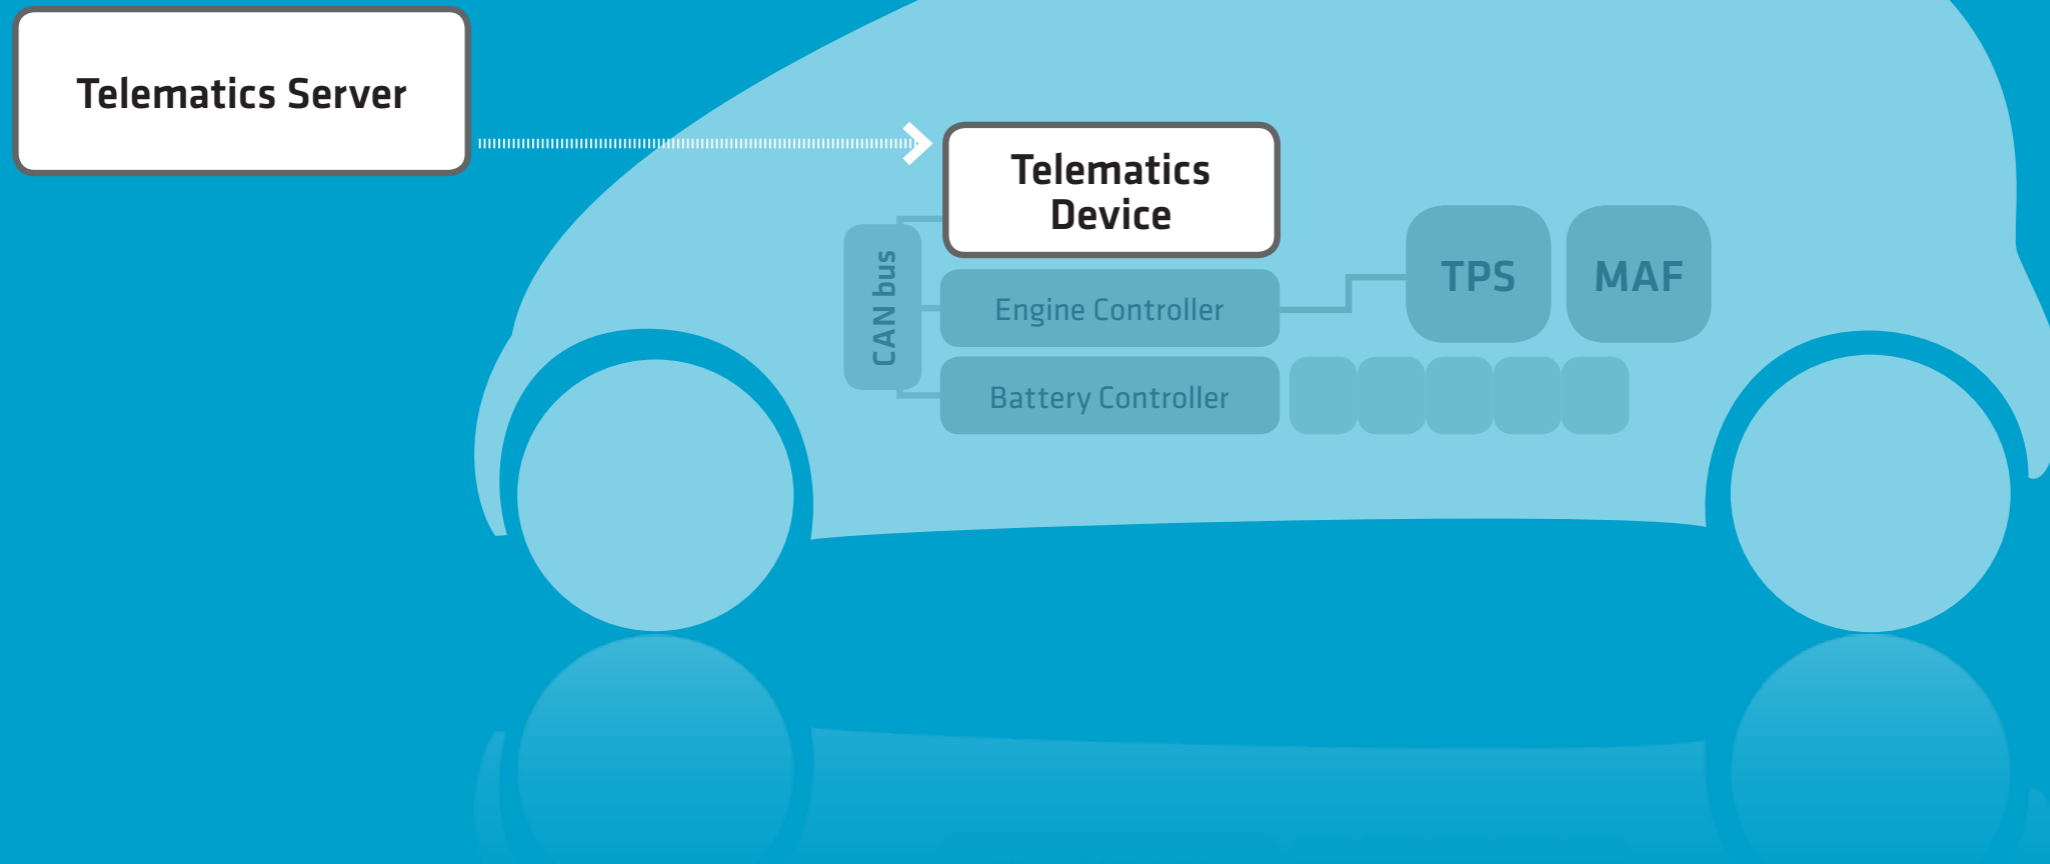 Telematics Server
Telematics
Device
CAN bus
Engine Controller
TPS
MAF
Battery Controller